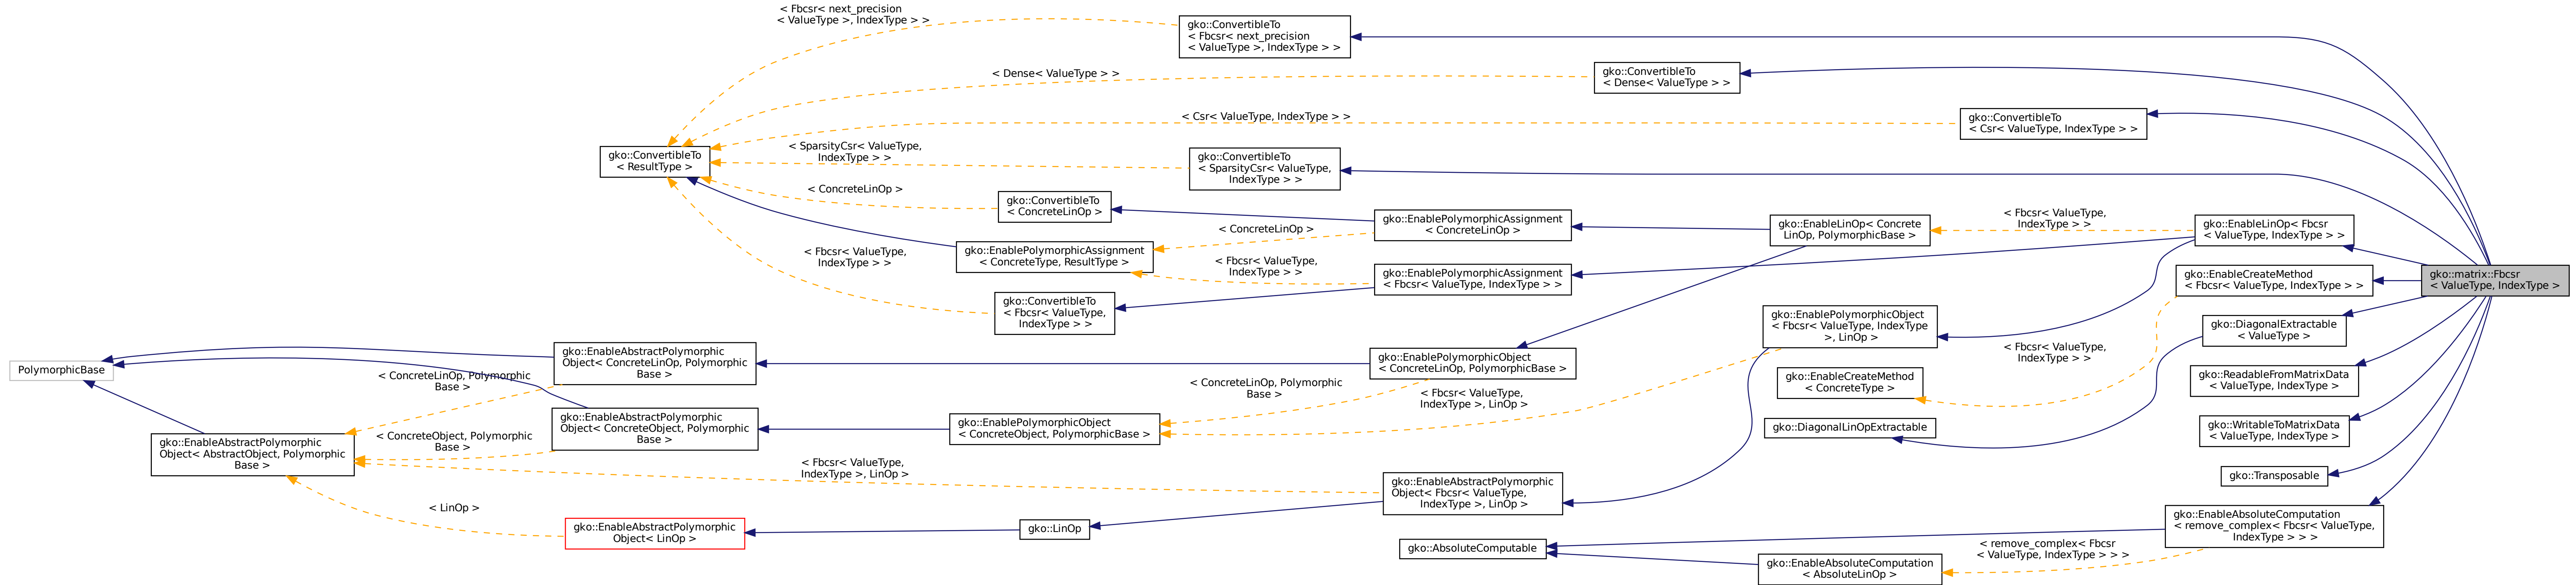 < Fbcsr< next_precision
< ValueType >, IndexType > >
gko::ConvertibleTo
< Fbcsr< next_precision
< ValueType >, IndexType > >
< Dense< ValueType > >
gko::ConvertibleTo
< Dense< ValueType > >
< Csr< ValueType, IndexType > >
gko::ConvertibleTo
< Csr< ValueType, IndexType > >
gko::ConvertibleTo
< ResultType >
< SparsityCsr< ValueType,
IndexType > >
gko::ConvertibleTo
< SparsityCsr< ValueType,
IndexType > >
< ConcreteLinOp >
gko::ConvertibleTo
< ConcreteLinOp >
gko::EnablePolymorphicAssignment
< ConcreteLinOp >
gko::EnableLinOp< Concrete
LinOp, PolymorphicBase >
< Fbcsr< ValueType,
IndexType > >
gko::EnableLinOp< Fbcsr
< ValueType, IndexType > >
< Fbcsr< ValueType,
IndexType > >
gko::EnablePolymorphicAssignment
< ConcreteType, ResultType >
< ConcreteLinOp >
< Fbcsr< ValueType,
IndexType > >
gko::EnablePolymorphicAssignment
< Fbcsr< ValueType, IndexType > >
gko::EnableCreateMethod
< Fbcsr< ValueType, IndexType > >
gko::matrix::Fbcsr
< ValueType, IndexType >
gko::ConvertibleTo
< Fbcsr< ValueType,
IndexType > >
gko::EnablePolymorphicObject
< Fbcsr< ValueType, IndexType
>, LinOp >
gko::DiagonalExtractable
< ValueType >
PolymorphicBase
gko::EnableAbstractPolymorphic
Object< ConcreteLinOp, Polymorphic
Base >
gko::EnablePolymorphicObject
< ConcreteLinOp, PolymorphicBase >
< Fbcsr< ValueType,
IndexType > >
gko::EnableCreateMethod
< ConcreteType >
gko::ReadableFromMatrixData
< ValueType, IndexType >
< ConcreteLinOp, Polymorphic
Base >
< ConcreteLinOp, Polymorphic
Base >
< Fbcsr< ValueType,
IndexType >, LinOp >
gko::EnableAbstractPolymorphic
Object< AbstractObject, Polymorphic
Base >
< ConcreteObject, Polymorphic
Base >
gko::EnableAbstractPolymorphic
Object< ConcreteObject, Polymorphic
Base >
gko::EnablePolymorphicObject
< ConcreteObject, PolymorphicBase >
gko::DiagonalLinOpExtractable
gko::WritableToMatrixData
< ValueType, IndexType >
< Fbcsr< ValueType,
IndexType >, LinOp >
gko::EnableAbstractPolymorphic
Object< Fbcsr< ValueType,
IndexType >, LinOp >
gko::Transposable
< LinOp >
gko::EnableAbstractPolymorphic
Object< LinOp >
gko::LinOp
gko::AbsoluteComputable
gko::EnableAbsoluteComputation
< remove_complex< Fbcsr< ValueType,
IndexType > > >
gko::EnableAbsoluteComputation
< AbsoluteLinOp >
< remove_complex< Fbcsr
< ValueType, IndexType > > >